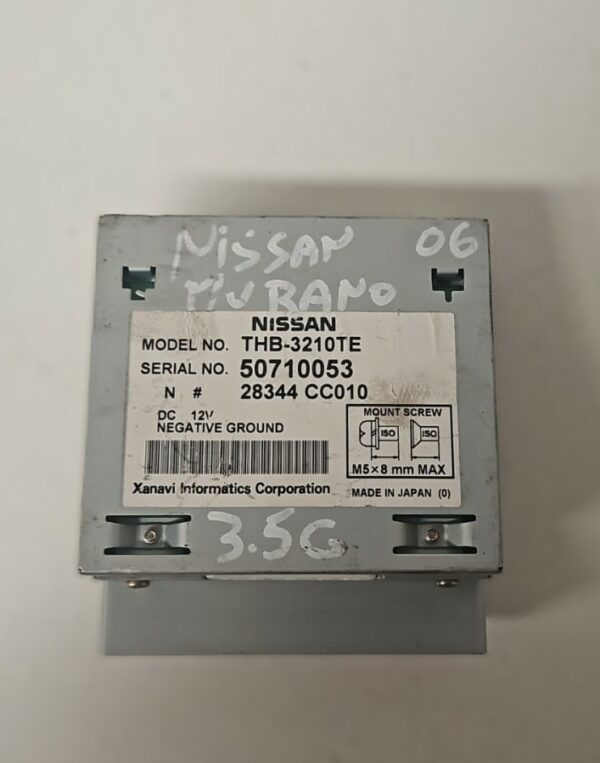 NiSSAN 06
MURANO
NISSAN
MODEL NO. THB-3210TE
SERIAL NO. 50710053
N # 28344 CC010
DC 12V
NEGATIVE GROUND
MOUNT SCREW
ISO ISO
M5×8 mm MAX
Xanavi Informatics Corporation
MADE IN JAPAN (0)
3.5G